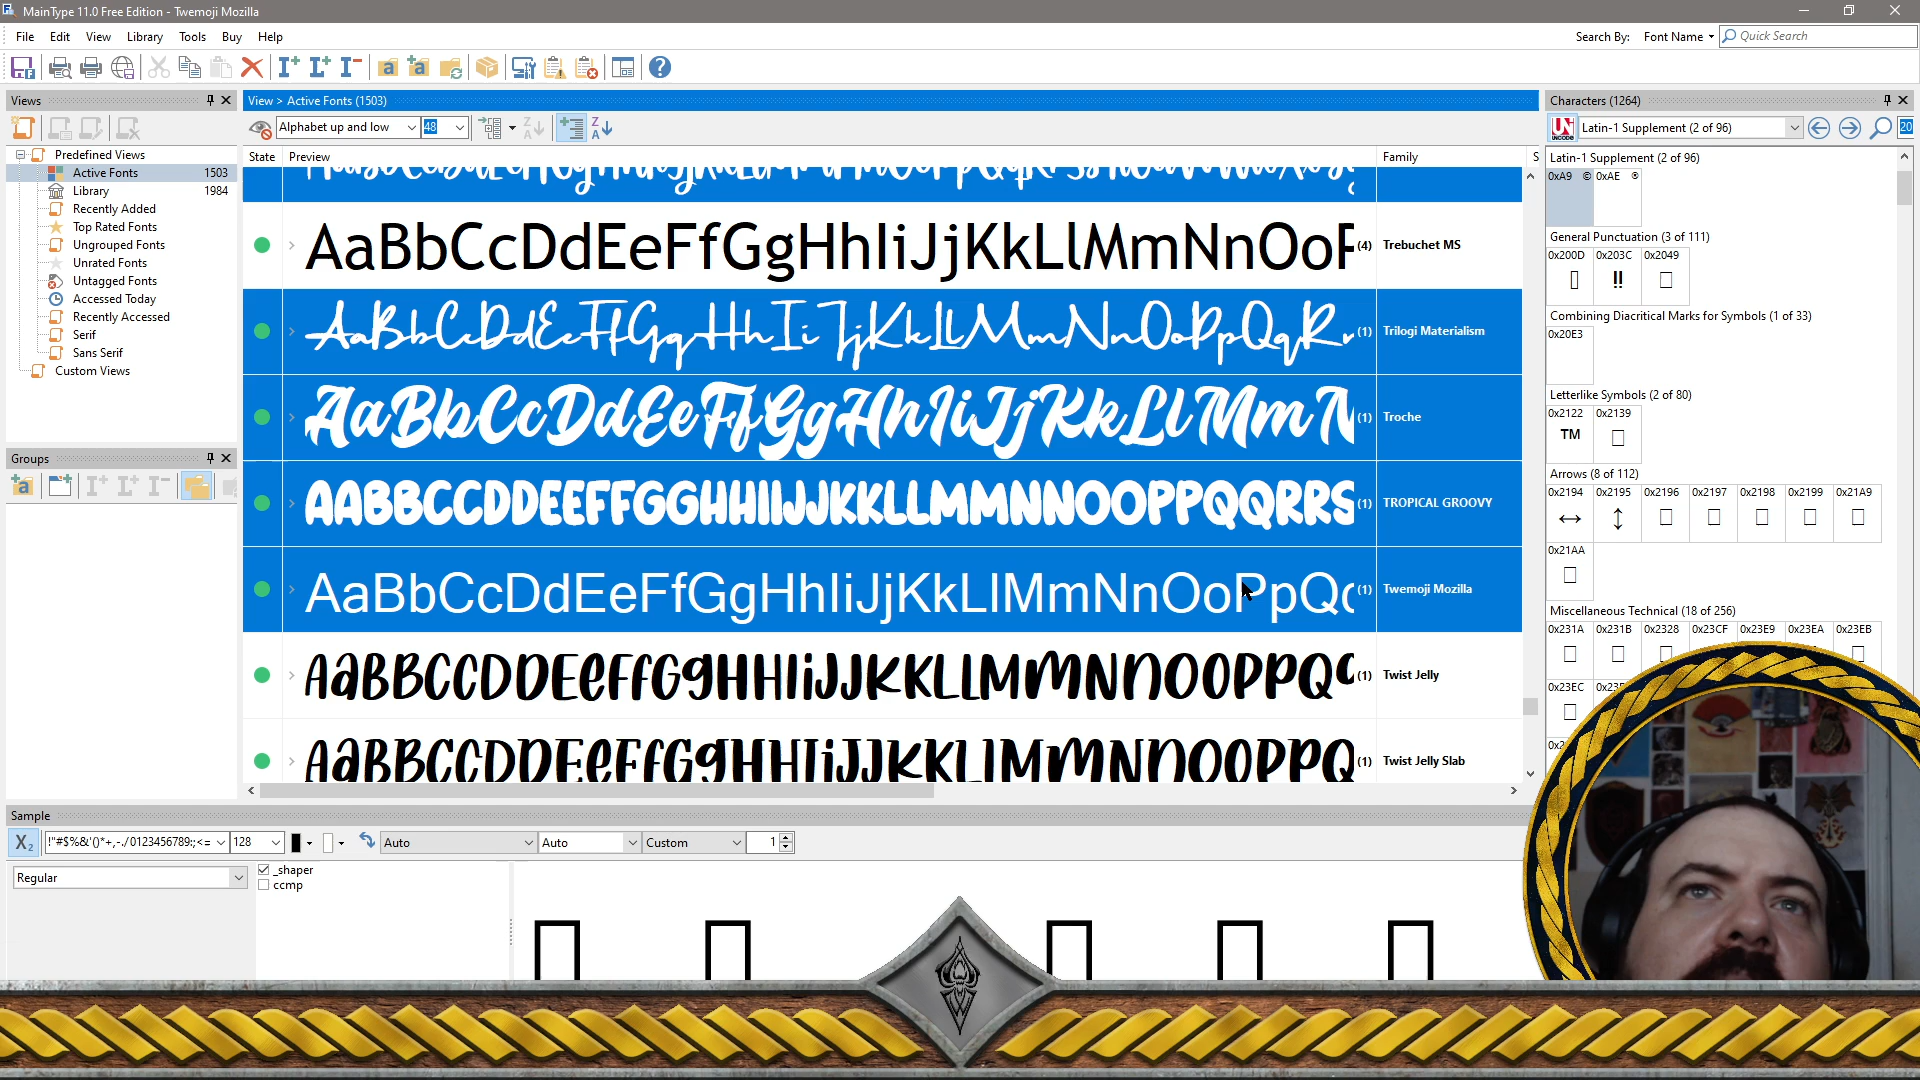 MainType 11.0 Free Edition - Twemoji Mozilla
File Edit View Library Tools Buy Help
Search By: Font Name Quick Search
Views
Predefined Views
Active Fonts 1503
Library 1984
Recently Added
Top Rated Fonts
Ungrouped Fonts
Unrated Fonts
Untagged Fonts
Accessed Today
Recently Accessed
Serif
Sans Serif
Custom Views
Groups
View > Active Fonts (1503)
Alphabet up and low 48
State Preview Family S
AaBbCcDdEeFfGgHhIiJjKkLlMmNnOoP (4) Trebuchet MS
AaBbCcDdEeFfGgHhIiJjKkLlMmNnOoPpQqRr (1) Trilogi Materialism
AaBbCcDdEeFfGgHhIiJjKkLlMmN (1) Troche
AABBCCDDEEFFGGHHIIJJKKLLMMNNOOPPQQRRS (1) TROPICAL GROOVY
AaBbCcDdEeFfGgHhIiJjKkLlMmNnOoPpQq (1) Twemoji Mozilla
AaBBCCDDEeFfGgHHIiJJKKLLMMNNOOPPQ (1) Twist Jelly
AaBBCCDDEeFfGgHHIiJJKKLLMMNNOOPPQ (1) Twist Jelly Slab
Characters (1264)
UNICODE Latin-1 Supplement (2 of 96) 20
Latin-1 Supplement (2 of 96)
0xA9 © 0xAE ®
General Punctuation (3 of 111)
0x200D 0x203C 0x2049
‼
Combining Diacritical Marks for Symbols (1 of 33)
0x20E3
Letterlike Symbols (2 of 80)
0x2122 0x2139
TM
Arrows (8 of 112)
0x2194 0x2195 0x2196 0x2197 0x2198 0x2199 0x21A9
↔ ↕
0x21AA
Miscellaneous Technical (18 of 256)
0x231A 0x231B 0x2328 0x23CF 0x23E9 0x23EA 0x23EB
0x23EC
Sample
X2 !"#$%&'()*+,-./0123456789:;<= 128 Auto Auto Custom 1
Regular
_shaper
ccmp